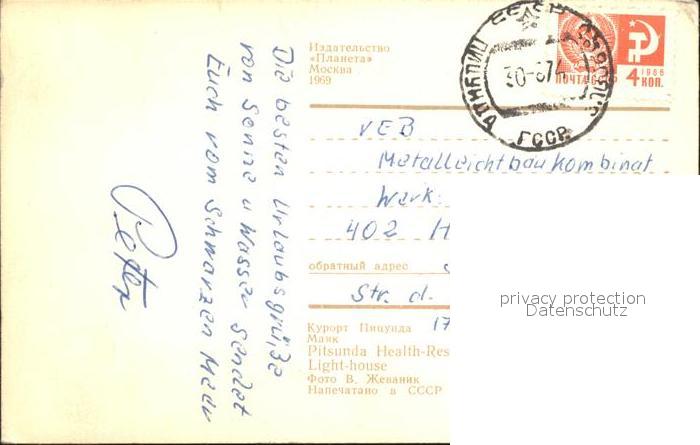 Die besten Urlaubsgrüße
von Sonne u Wasser sendet
Euch vom Schwarzen Meer
Peter
Издательство
«Планета»
Москва
1969
ПОЧТА СССР
1966
4 КОП.
30-
ГССР
VEB
Metalleichtbaukombinat
Werk:
402 H
обратный адрес
Str. d.
17
Курорт Пицунда
Маяк
Pitsunda Health-Res
Light-house
Фото В. Жеваник
Напечатано в СССР
privacy protection
Datenschutz